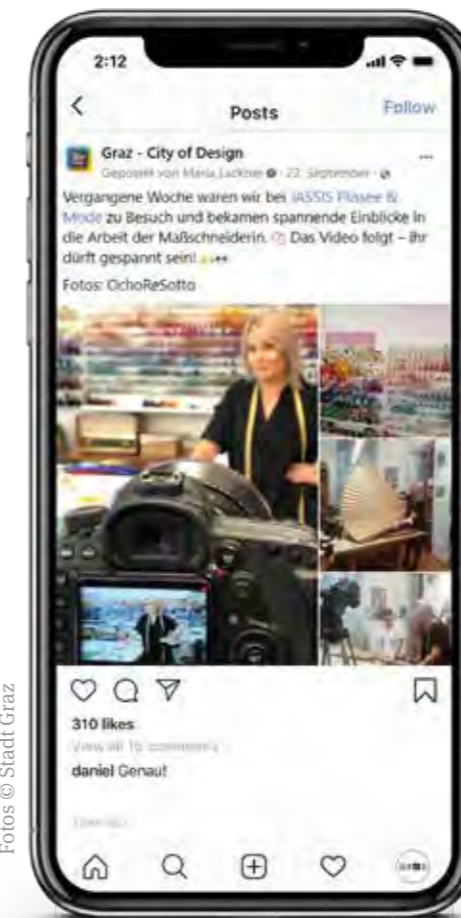 2:12
Posts
Follow
Graz - City of Design
Gepostet von Maria Lackner · 22. September ·
Vergangene Woche waren wir bei JASSIS Plissee &
Mode zu Besuch und bekamen spannende Einblicke in
die Arbeit der Maßschneiderin. Das Video folgt – ihr
dürft gespannt sein!
Fotos: OchoReSotto
310 likes
View all 16 comments
daniel Genau!
Fotos © Stadt Graz